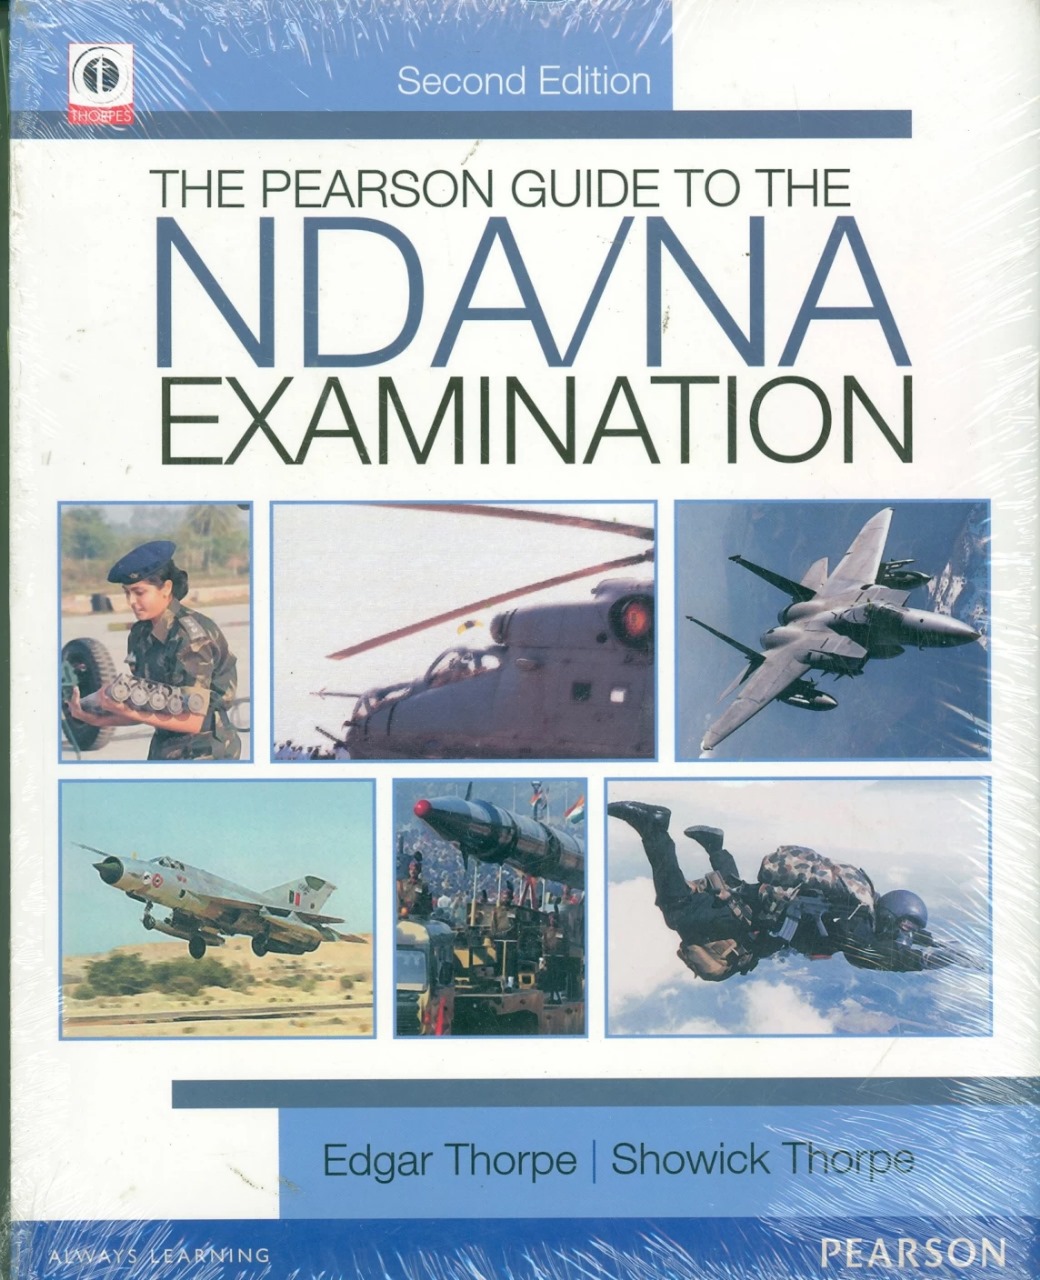 THORPES
Second Edition
THE PEARSON GUIDE TO THE
NDA/NA
EXAMINATION
Edgar Thorpe | Showick Thorpe
ALWAYS LEARNING
PEARSON